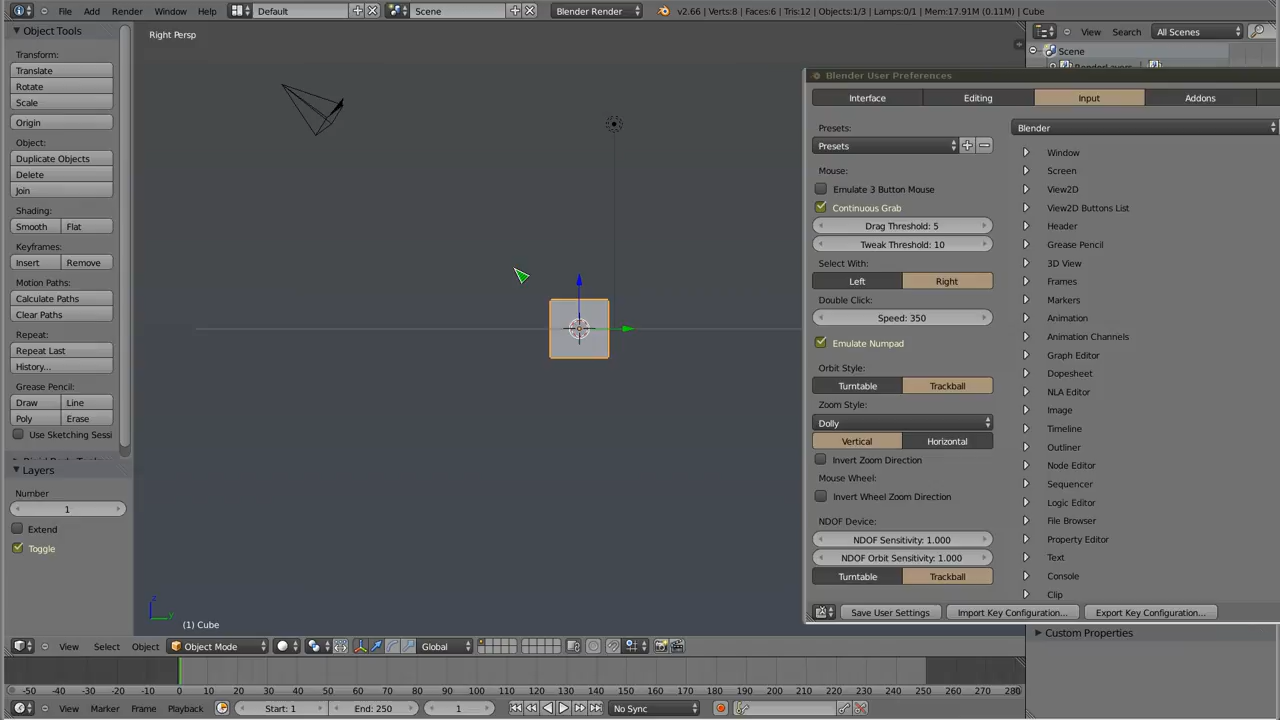 File Add Render Window Help Default Scene Blender Render v2.66 | Verts:8 | Faces:6 | Tris:12 | Objects:1/3 | Lamps:0/1 | Mem:17.91M (0.11M) | Cube
Object Tools
Transform:
Translate
Rotate
Scale
Origin
Object:
Duplicate Objects
Delete
Join
Shading:
Smooth Flat
Keyframes:
Insert Remove
Motion Paths:
Calculate Paths
Clear Paths
Repeat:
Repeat Last
History...
Grease Pencil:
Draw Line
Poly Erase
Use Sketching Sessi
Layers
Number
1
Extend
Toggle
Right Persp
z
y
(1) Cube
View Search All Scenes
Scene
RenderLayers
Blender User Preferences
Interface Editing Input Addons
Presets:
Presets
Mouse:
Emulate 3 Button Mouse
Continuous Grab
Drag Threshold: 5
Tweak Threshold: 10
Select With:
Left Right
Double Click:
Speed: 350
Emulate Numpad
Orbit Style:
Turntable Trackball
Zoom Style:
Dolly
Vertical Horizontal
Invert Zoom Direction
Mouse Wheel:
Invert Wheel Zoom Direction
NDOF Device:
NDOF Sensitivity: 1.000
NDOF Orbit Sensitivity: 1.000
Turntable Trackball
Blender
Window
Screen
View2D
View2D Buttons List
Header
Grease Pencil
3D View
Frames
Markers
Animation
Animation Channels
Graph Editor
Dopesheet
NLA Editor
Image
Timeline
Outliner
Node Editor
Sequencer
Logic Editor
File Browser
Property Editor
Text
Console
Clip
Save User Settings Import Key Configuration... Export Key Configuration...
Custom Properties
View Select Object Object Mode Global
-50 -40 -30 -20 -10 0 10 20 30 40 50 60 70 80 90 100 110 120 130 140 150 160 170 180 190 200 210 220 230 240 250 260 270 280
View Marker Frame Playback Start: 1 End: 250 1 No Sync